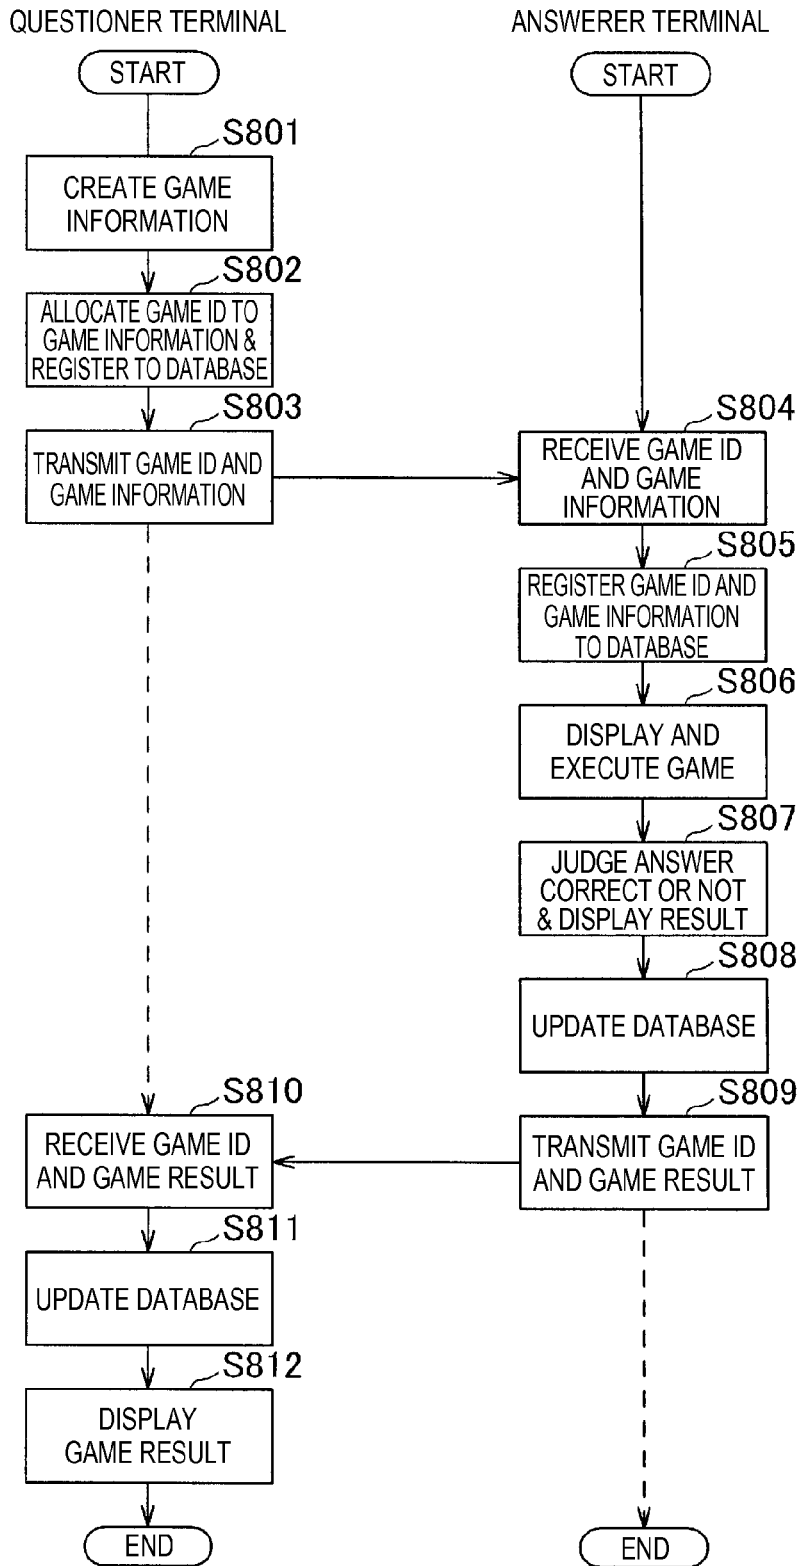 QUESTIONER TERMINAL
ANSWERER TERMINAL
START
START
S801
CREATE GAME
INFORMATION
S802
ALLOCATE GAME ID TO
GAME INFORMATION &
REGISTER TO DATABASE
S803
TRANSMIT GAME ID AND
GAME INFORMATION
S804
RECEIVE GAME ID
AND GAME
INFORMATION
S805
REGISTER GAME ID AND
GAME INFORMATION
TO DATABASE
S806
DISPLAY AND
EXECUTE GAME
S807
JUDGE ANSWER
CORRECT OR NOT
& DISPLAY RESULT
S808
UPDATE DATABASE
S809
TRANSMIT GAME ID
AND GAME RESULT
S810
RECEIVE GAME ID
AND GAME RESULT
S811
UPDATE DATABASE
S812
DISPLAY
GAME RESULT
END
END